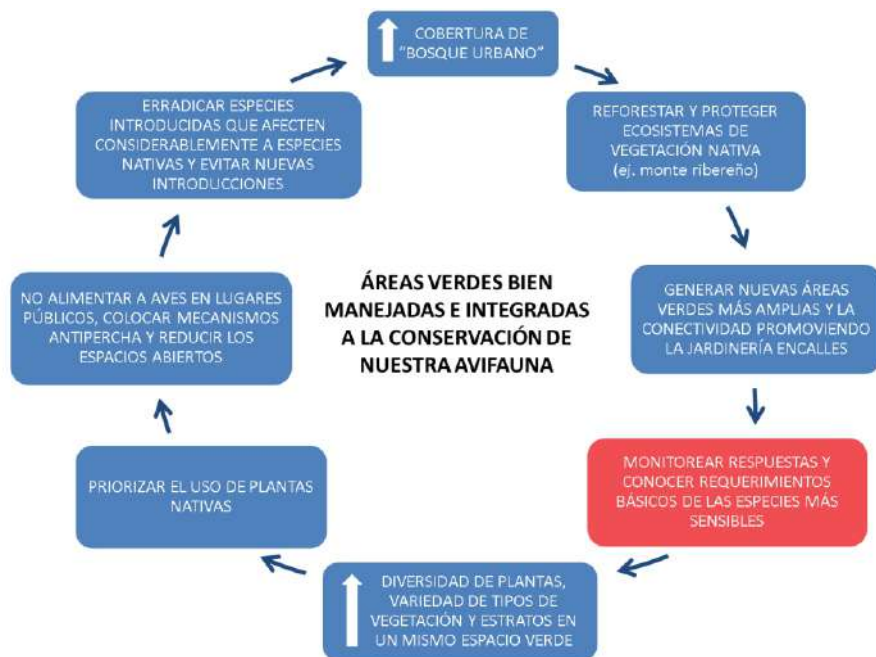 COBERTURA DE
"BOSQUE URBANO"
REFORESTAR Y PROTEGER
ECOSISTEMAS DE
VEGETACIÓN NATIVA
(ej. monte ribereño)
GENERAR NUEVAS ÁREAS
VERDES MÁS AMPLIAS Y LA
CONECTIVIDAD PROMOVIENDO
LA JARDINERÍA ENCALLES
MONITOREAR RESPUESTAS Y
CONOCER REQUERIMIENTOS
BÁSICOS DE LAS ESPECIES MÁS
SENSIBLES
DIVERSIDAD DE PLANTAS,
VARIEDAD DE TIPOS DE
VEGETACIÓN Y ESTRATOS EN
UN MISMO ESPACIO VERDE
PRIORIZAR EL USO DE PLANTAS
NATIVAS
NO ALIMENTAR A AVES EN LUGARES
PÚBLICOS, COLOCAR MECANISMOS
ANTIPERCHA Y REDUCIR LOS
ESPACIOS ABIERTOS
ERRADICAR ESPECIES
INTRODUCIDAS QUE AFECTEN
CONSIDERABLEMENTE A ESPECIES
NATIVAS Y EVITAR NUEVAS
INTRODUCCIONES
ÁREAS VERDES BIEN
MANEJADAS E INTEGRADAS
A LA CONSERVACIÓN DE
NUESTRA AVIFAUNA